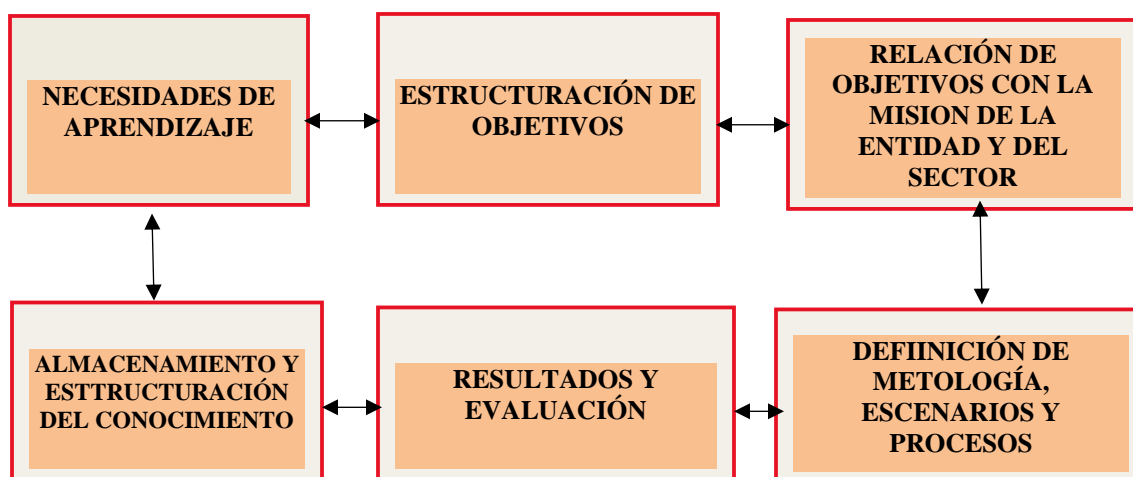 NECESIDADES DE
APRENDIZAJE
ESTRUCTURACIÓN DE
OBJETIVOS
RELACIÓN DE
OBJETIVOS CON LA
MISION DE LA
ENTIDAD Y DEL
SECTOR
ALMACENAMIENTO Y
ESTTRUCTURACIÓN
DEL CONOCIMIENTO
RESULTADOS Y
EVALUACIÓN
DEFIINICIÓN DE
METOLOGÍA,
ESCENARIOS Y
PROCESOS